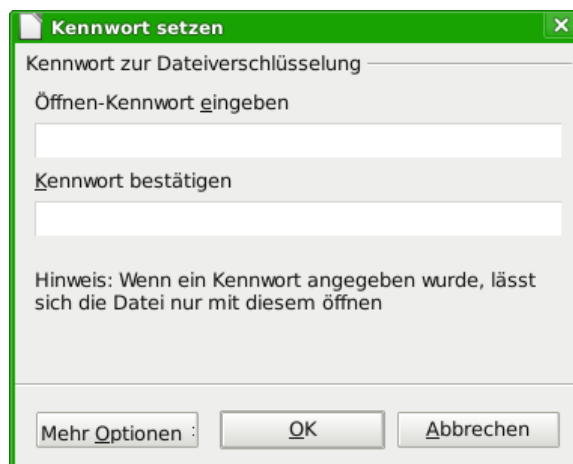 Kennwort setzen
Kennwort zur Dateiverschlüsselung
Öffnen-Kennwort eingeben
Kennwort bestätigen
Hinweis: Wenn ein Kennwort angegeben wurde, lässt
sich die Datei nur mit diesem öffnen
Mehr Optionen :
OK
Abbrechen